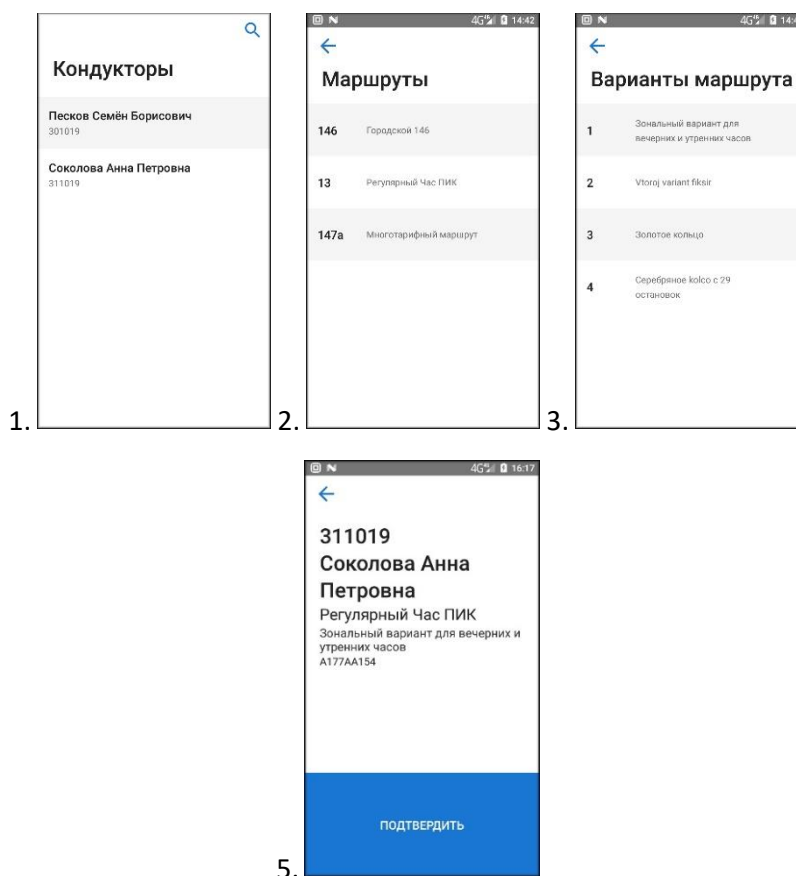 Кондукторы
Песков Семён Борисович
301019
Соколова Анна Петровна
311019
1.
4G 14:42
Маршруты
146 Городской 146
13 Регулярный Час ПИК
147а Многотарифный маршрут
2.
4G
Варианты маршрута
1 Зональный вариант для
вечерних и утренних часов
2 Vtoroj variant fiksir
3 Золотое кольцо
4 Серебряное kolco с 29
остановок
3.
4G 16:17
311019
Соколова Анна
Петровна
Регулярный Час ПИК
Зональный вариант для вечерних и
утренних часов
A177AA154
ПОДТВЕРДИТЬ
5.